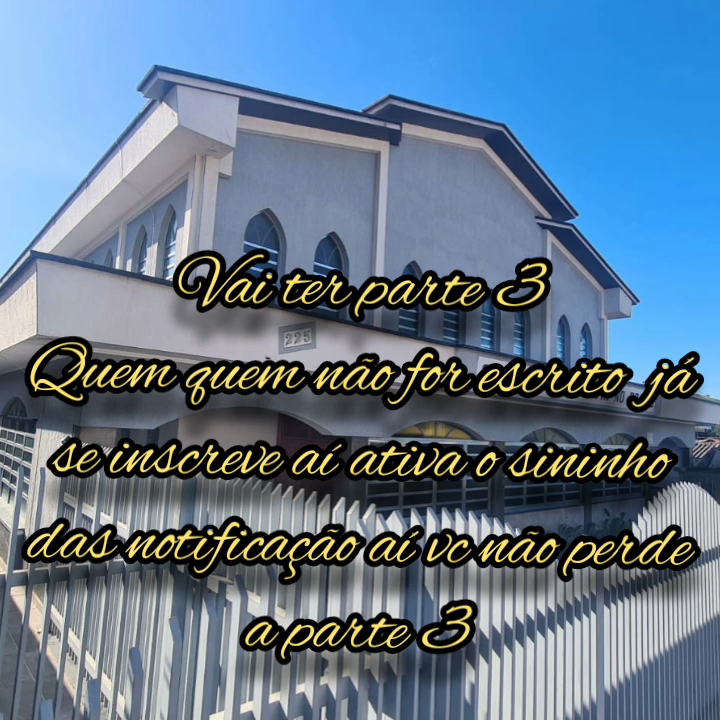 Vai ter parte 3
225
Quem quem não for escrito já
se inscreve aí ativa o sininho
das notificação aí vc não perde
a parte 3